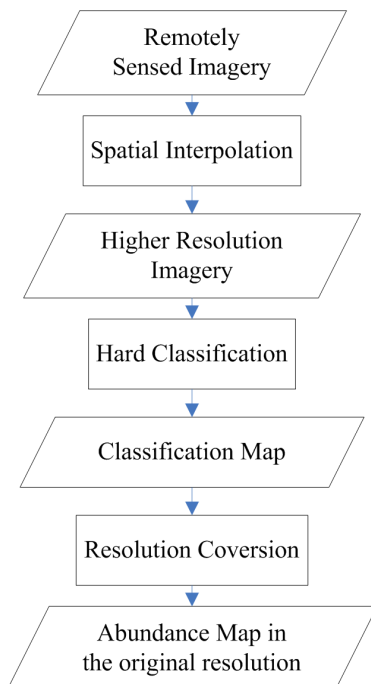 Remotely
Sensed Imagery
Spatial Interpolation
Higher Resolution
Imagery
Hard Classification
Classification Map
Resolution Coversion
Abundance Map in
the original resolution